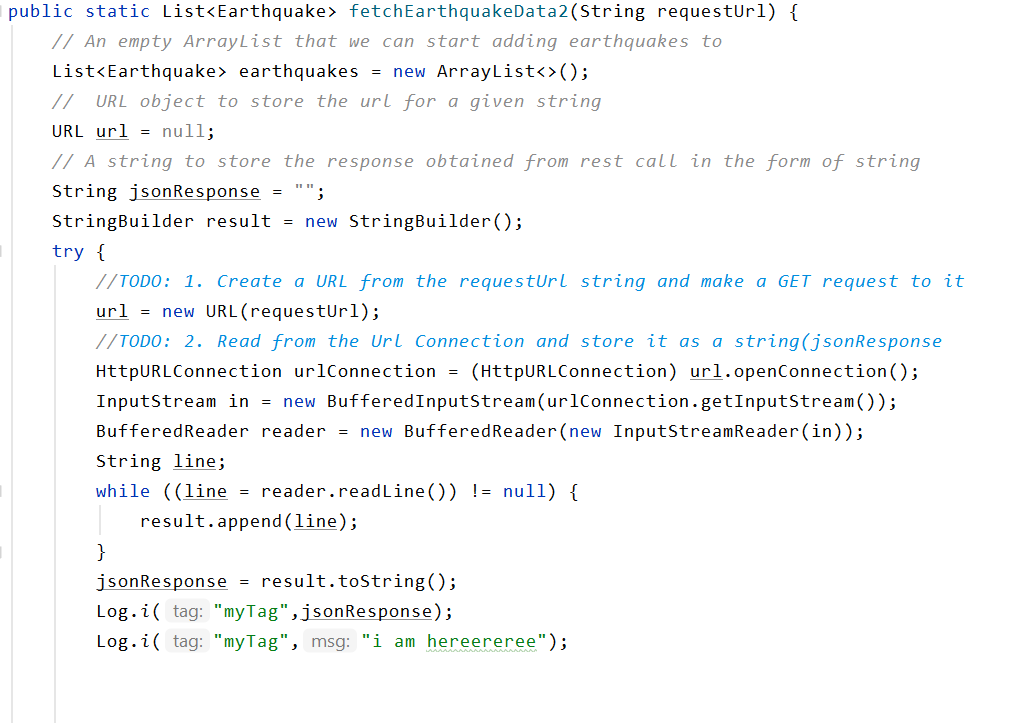 public static List<Earthquake> fetchEarthquakeData2(String requestUrl) {
// An empty ArrayList that we can start adding earthquakes to
List<Earthquake> earthquakes = new ArrayList<>();
//  URL object to store the url for a given string
URL url = null;
// A string to store the response obtained from rest call in the form of string
String jsonResponse = "";
StringBuilder result = new StringBuilder();
try {
//TODO: 1. Create a URL from the requestUrl string and make a GET request to it
url = new URL(requestUrl);
//TODO: 2. Read from the Url Connection and store it as a string(jsonResponse
HttpURLConnection urlConnection = (HttpURLConnection) url.openConnection();
InputStream in = new BufferedInputStream(urlConnection.getInputStream());
BufferedReader reader = new BufferedReader(new InputStreamReader(in));
String line;
while ((line = reader.readLine()) != null) {
result.append(line);
}
jsonResponse = result.toString();
Log.i( tag: "myTag",jsonResponse);
Log.i( tag: "myTag", msg: "i am hereereree");